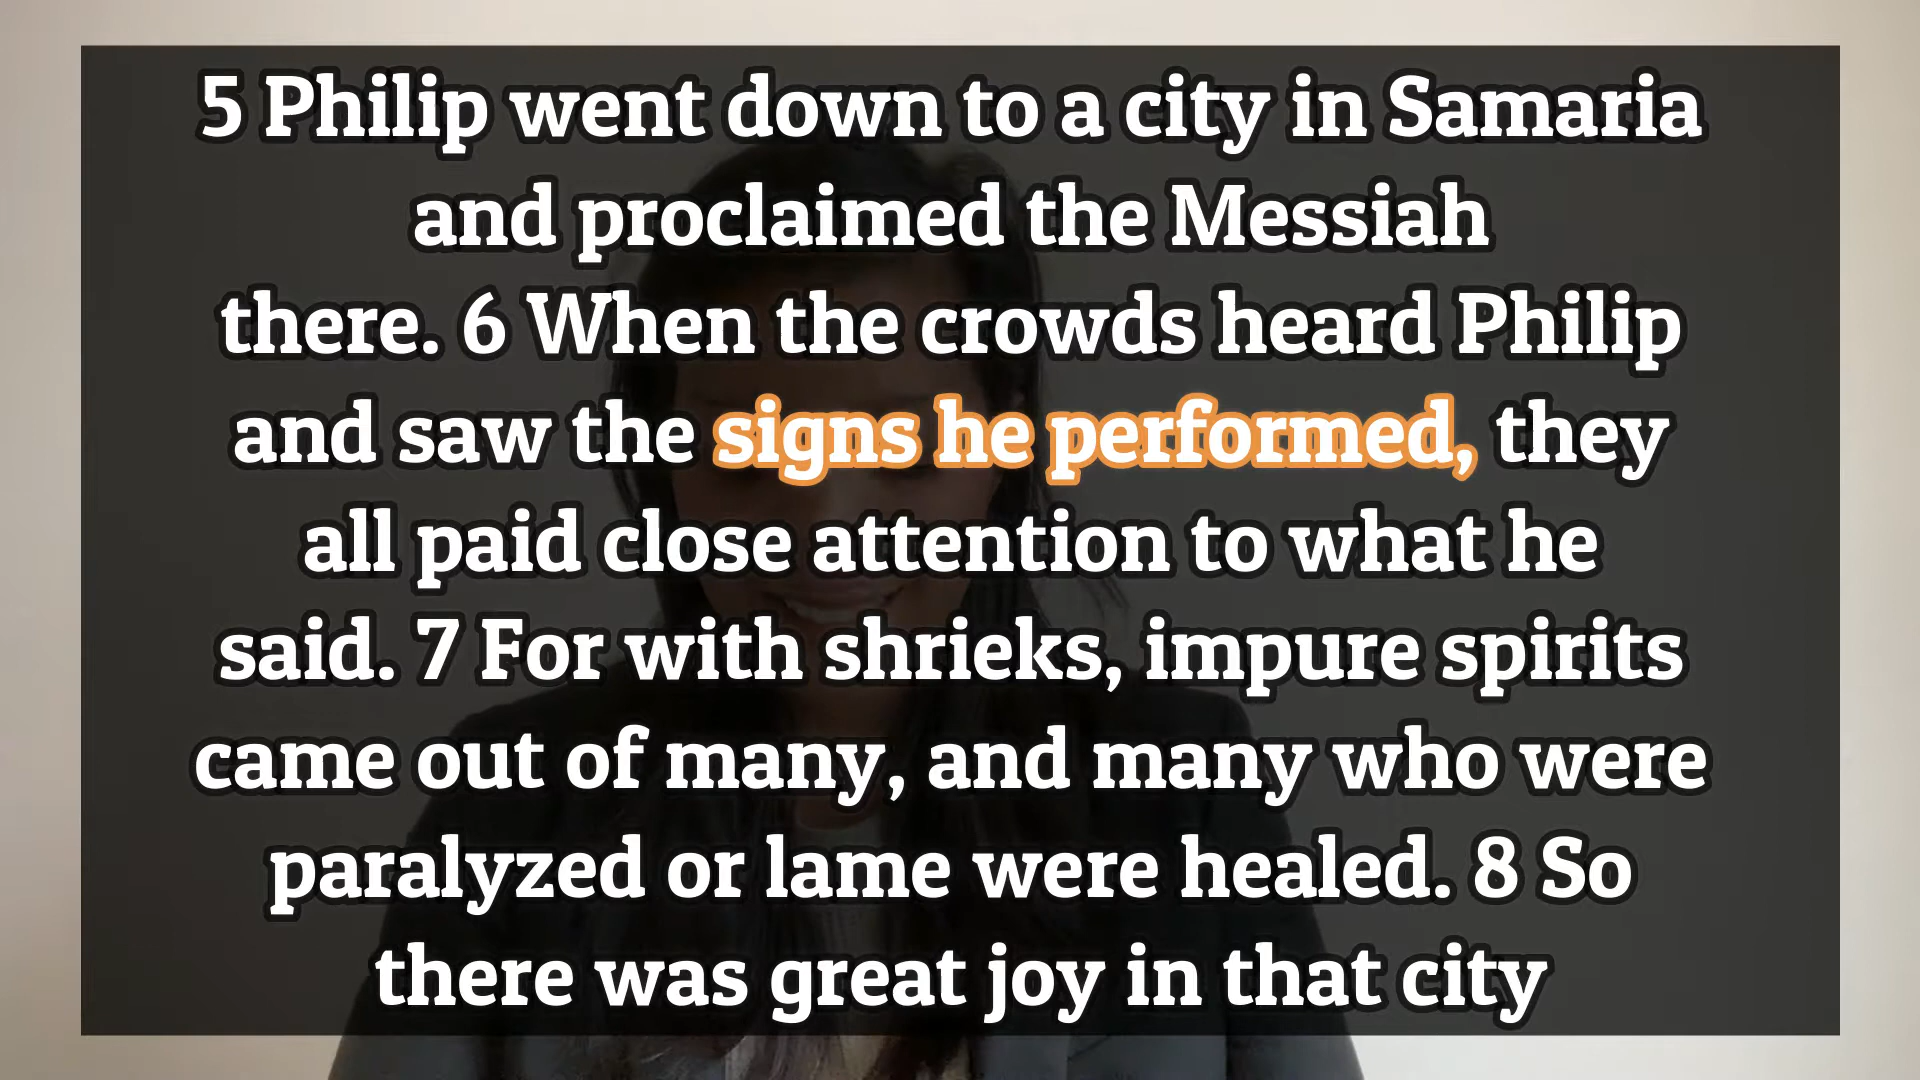 5 Philip went down to a city in Samaria
and proclaimed the Messiah
there. 6 When the crowds heard Philip
and saw the signs he performed, they
all paid close attention to what he
said. 7 For with shrieks, impure spirits
came out of many, and many who were
paralyzed or lame were healed. 8 So
there was great joy in that city